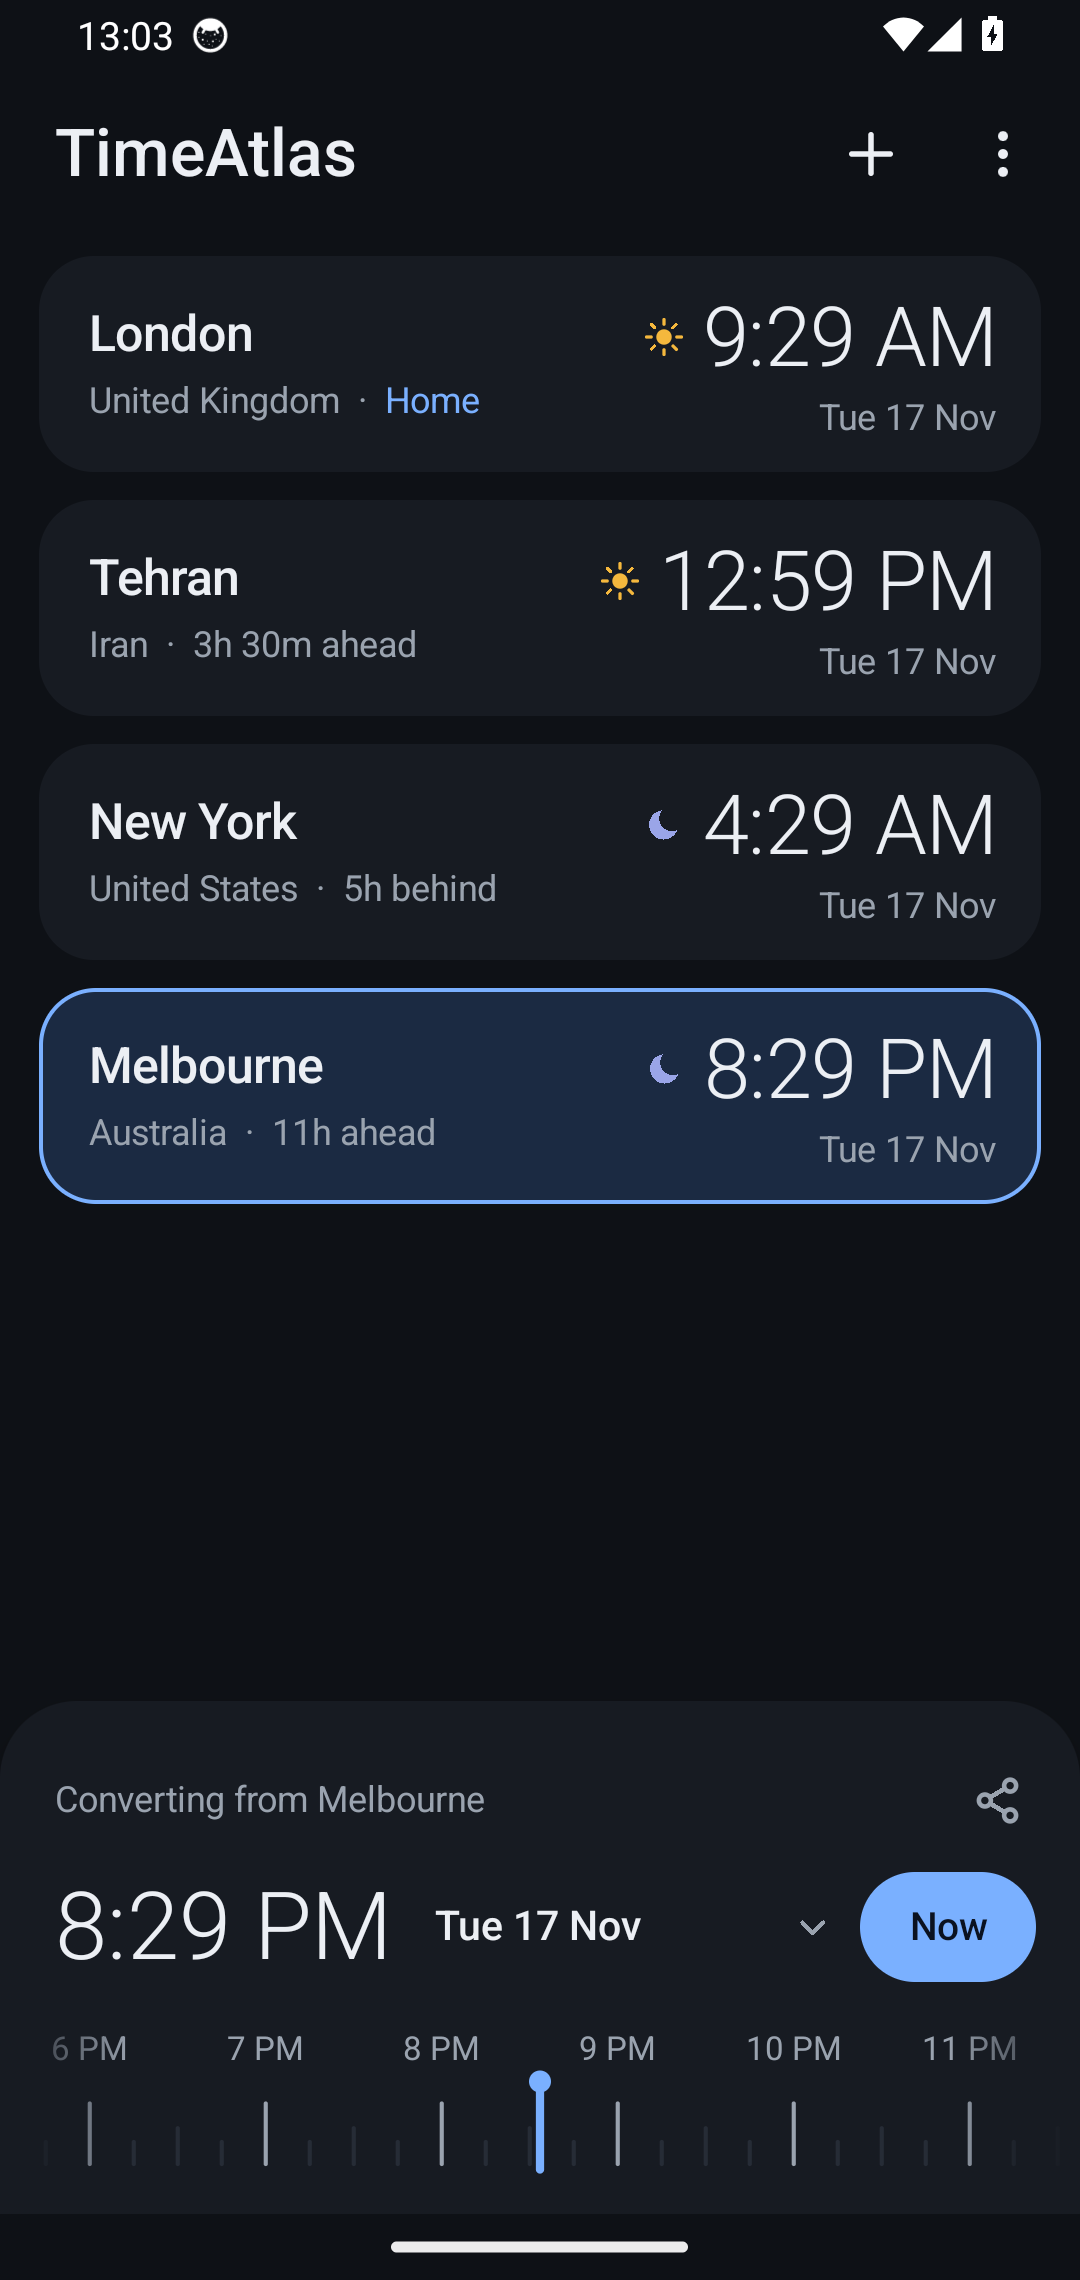 13:03
TimeAtlas
London
9:29 AM
United Kingdom · Home
Tue 17 Nov
Tehran
12:59 PM
Iran · 3h 30m ahead
Tue 17 Nov
New York
4:29 AM
United States · 5h behind
Tue 17 Nov
Melbourne
8:29 PM
Australia · 11h ahead
Tue 17 Nov
Converting from Melbourne
8:29 PM Tue 17 Nov Now
6 PM 7 PM 8 PM 9 PM 10 PM 11 PM